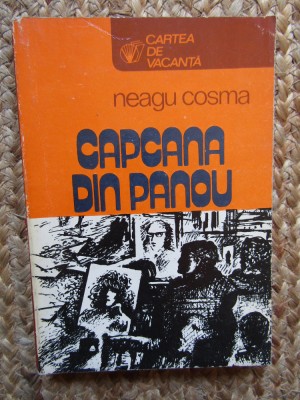 CARTEA
DE
VACANȚĂ
neagu cosma
CAPCANA
DIN PANOU